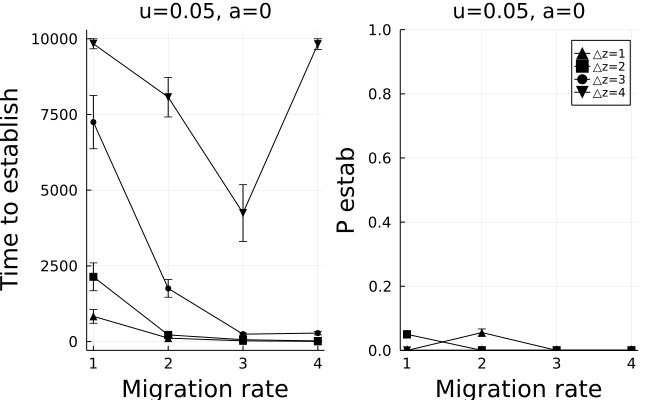 u=0.05, a=0
Time to establish
10000
7500
5000
2500
0
1 2 3 4
Migration rate
u=0.05, a=0
P estab
1.0
0.8
0.6
0.4
0.2
0.0
△z=1
△z=2
△z=3
△z=4
1 2 3 4
Migration rate